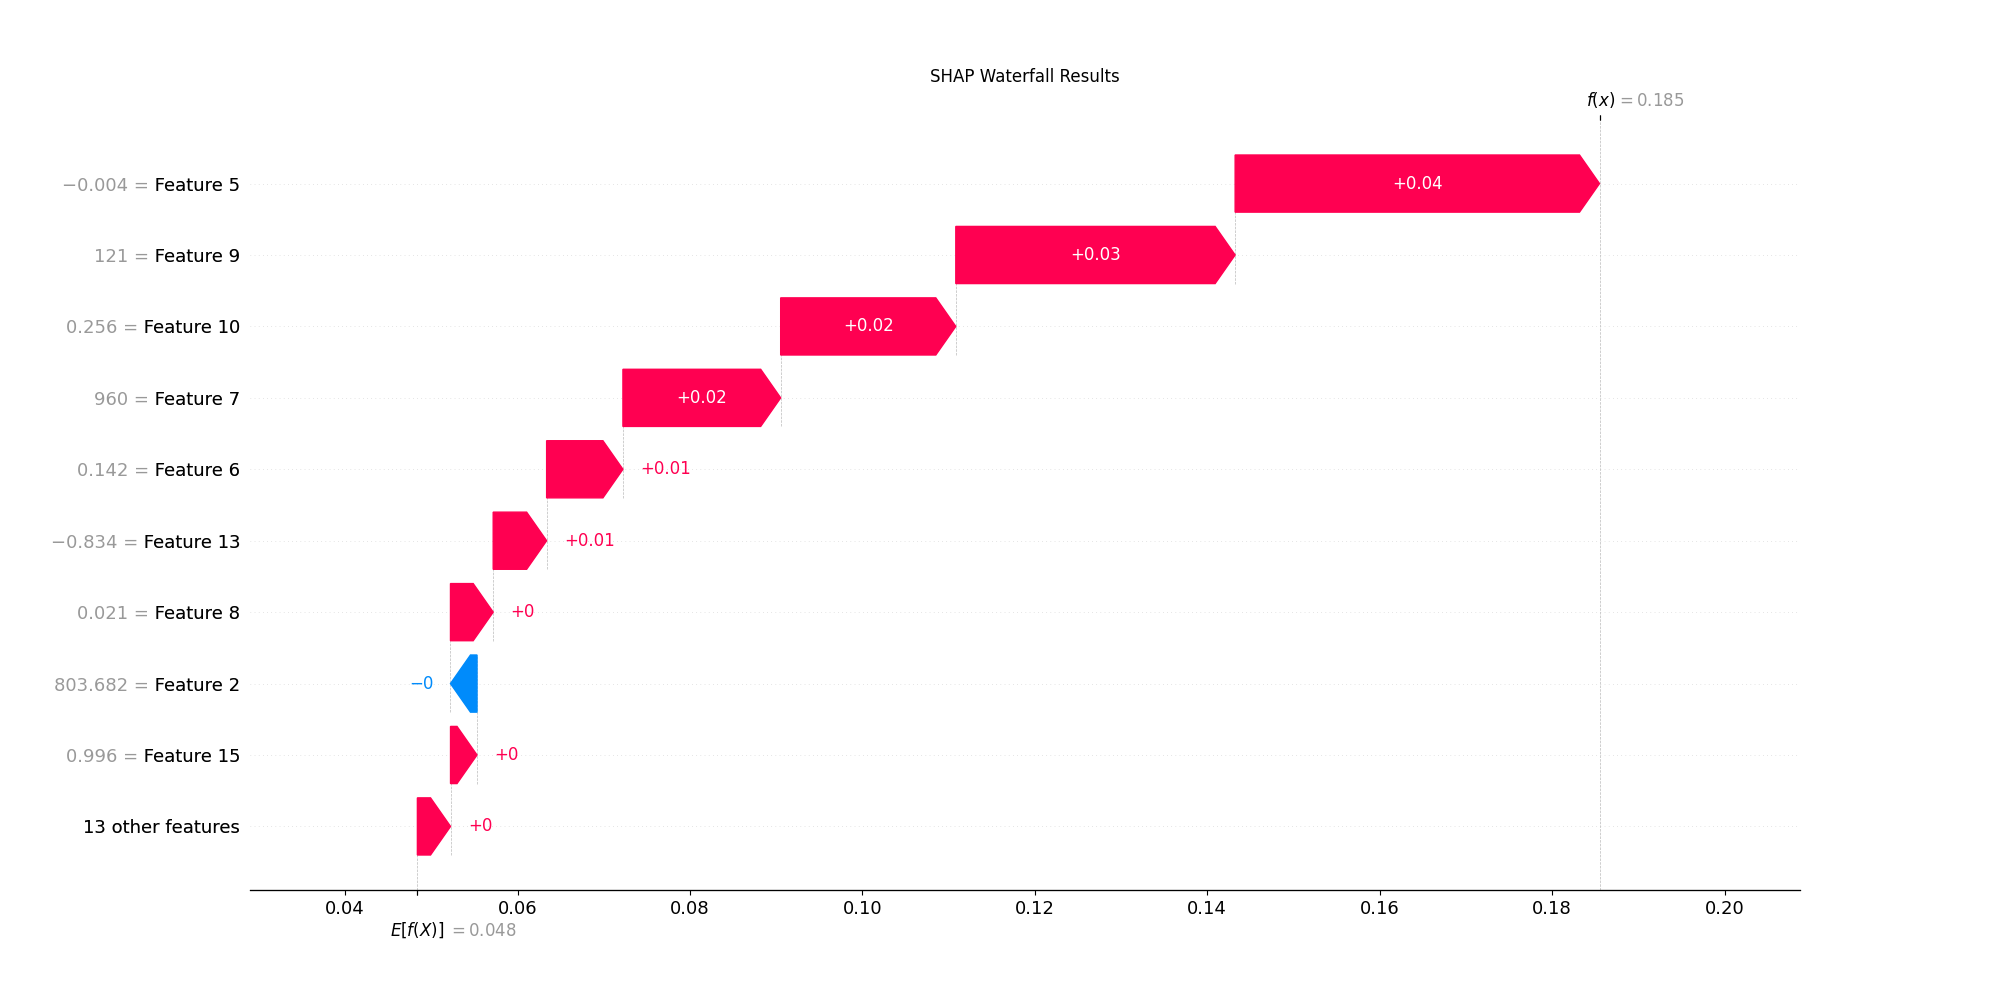 SHAP Waterfall Results
f(x) = 0.185
−0.004 = Feature 5
+0.04
121 = Feature 9
+0.03
0.256 = Feature 10
+0.02
960 = Feature 7
+0.02
0.142 = Feature 6
+0.01
−0.834 = Feature 13
+0.01
0.021 = Feature 8
+0
803.682 = Feature 2
−0
0.996 = Feature 15
+0
13 other features
+0
0.04 0.06 0.08 0.10 0.12 0.14 0.16 0.18 0.20
E[f(X)] = 0.048